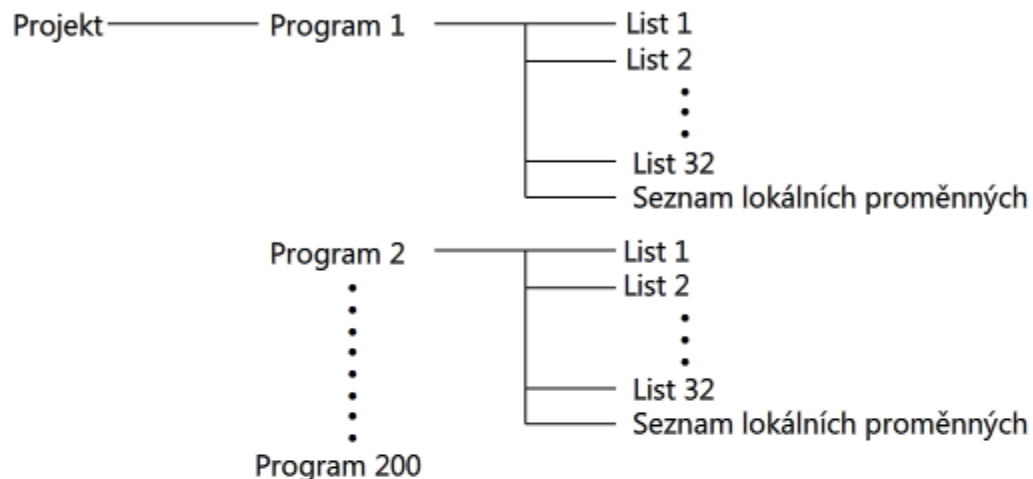 Projekt Program 1 List 1
List 2
List 32
Seznam lokálních proměnných
Program 2 List 1
List 2
List 32
Seznam lokálních proměnných
Program 200